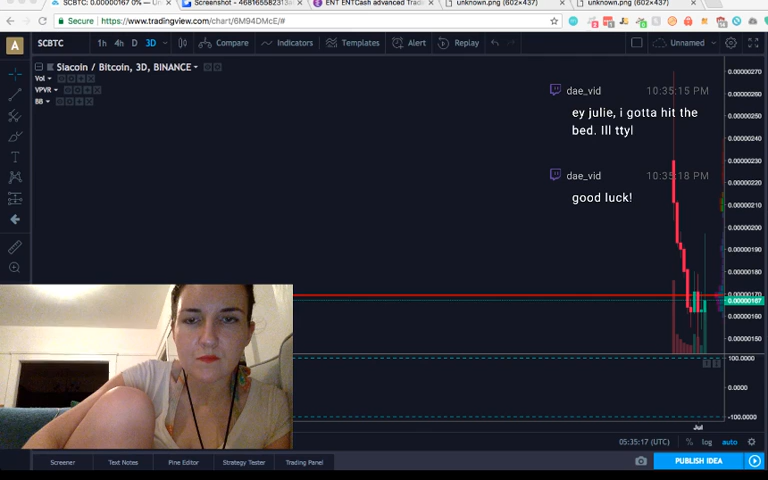 SCBTC: 0.00000167 0% — Un
Screenshot - 46816558231
ENT ENTCash advanced Trad
unknown.png (602×437)
unknown.png (602×437)
Secure
https://www.tradingview.com/chart/6M94DMcE/#
A
SCBTC
1h 4h D 3D
Compare
Indicators
Templates
Alert
Replay
Unnamed
Siacoin / Bitcoin, 3D, BINANCE
Vol
VPVR
BB
dae_vid 10:35:15 PM
ey julie, i gotta hit the
bed. Ill ttyl
dae_vid 10:35:18 PM
good luck!
0.00000270
0.00000260
0.00000240
0.00000230
0.00000220
0.00000210
0.00000200
0.00000190
0.00000180
0.00000170
0.00000167
0.00000160
0.00000150
100.0000
0.0000
-100.0000
Jul
05:35:17 (UTC)
% log auto
Screener
Text Notes
Pine Editor
Strategy Tester
Trading Panel
PUBLISH IDEA